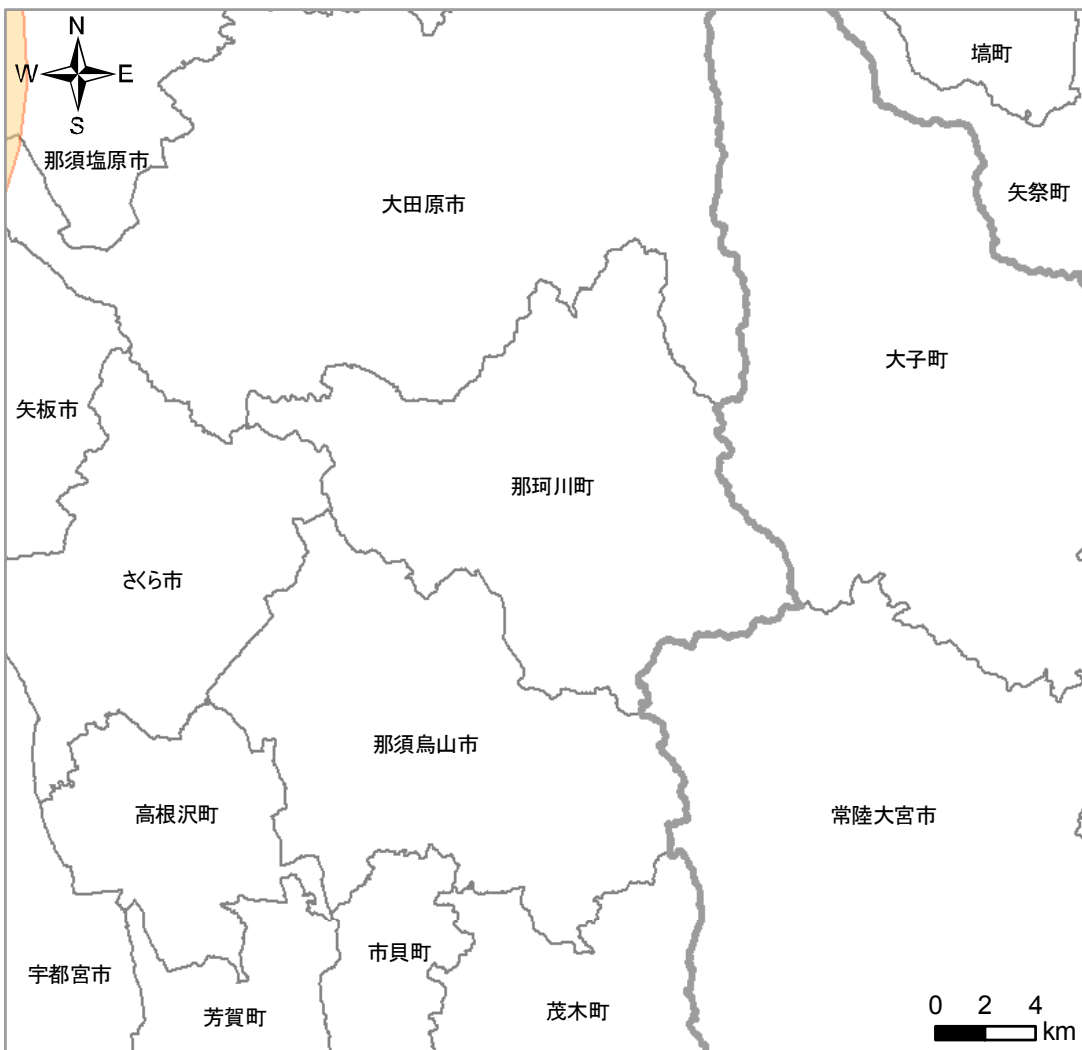 N
W E
S
塙町
那須塩原市
矢祭町
大田原市
大子町
矢板市
那珂川町
さくら市
那須烏山市
高根沢町
常陸大宮市
市貝町
宇都宮市
茂木町
芳賀町
0 2 4
km